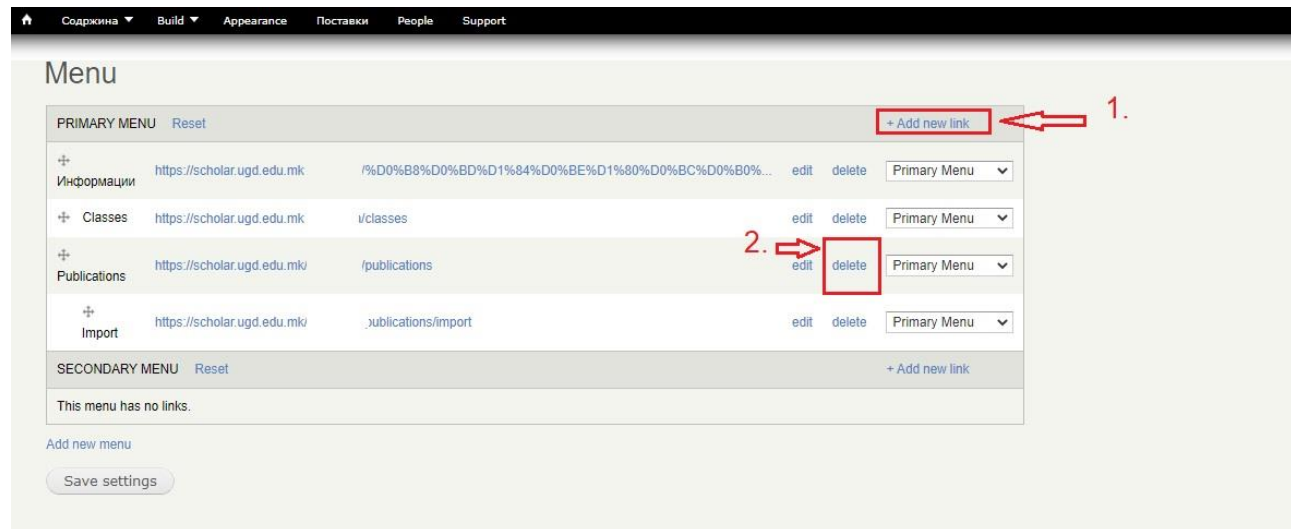 Содржина Build Appearance Поставки People Support
Menu
PRIMARY MENU Reset + Add new link 1.
Информации https://scholar.ugd.edu.mk /%D0%B8%D0%BD%D1%84%D0%BE%D1%80%D0%BC%D0%B0%... edit delete Primary Menu
Classes https://scholar.ugd.edu.mk /classes edit delete Primary Menu
2.
Publications https://scholar.ugd.edu.mk/ /publications edit delete Primary Menu
Import https://scholar.ugd.edu.mk/ publications/import edit delete Primary Menu
SECONDARY MENU Reset + Add new link
This menu has no links.
Add new menu
Save settings